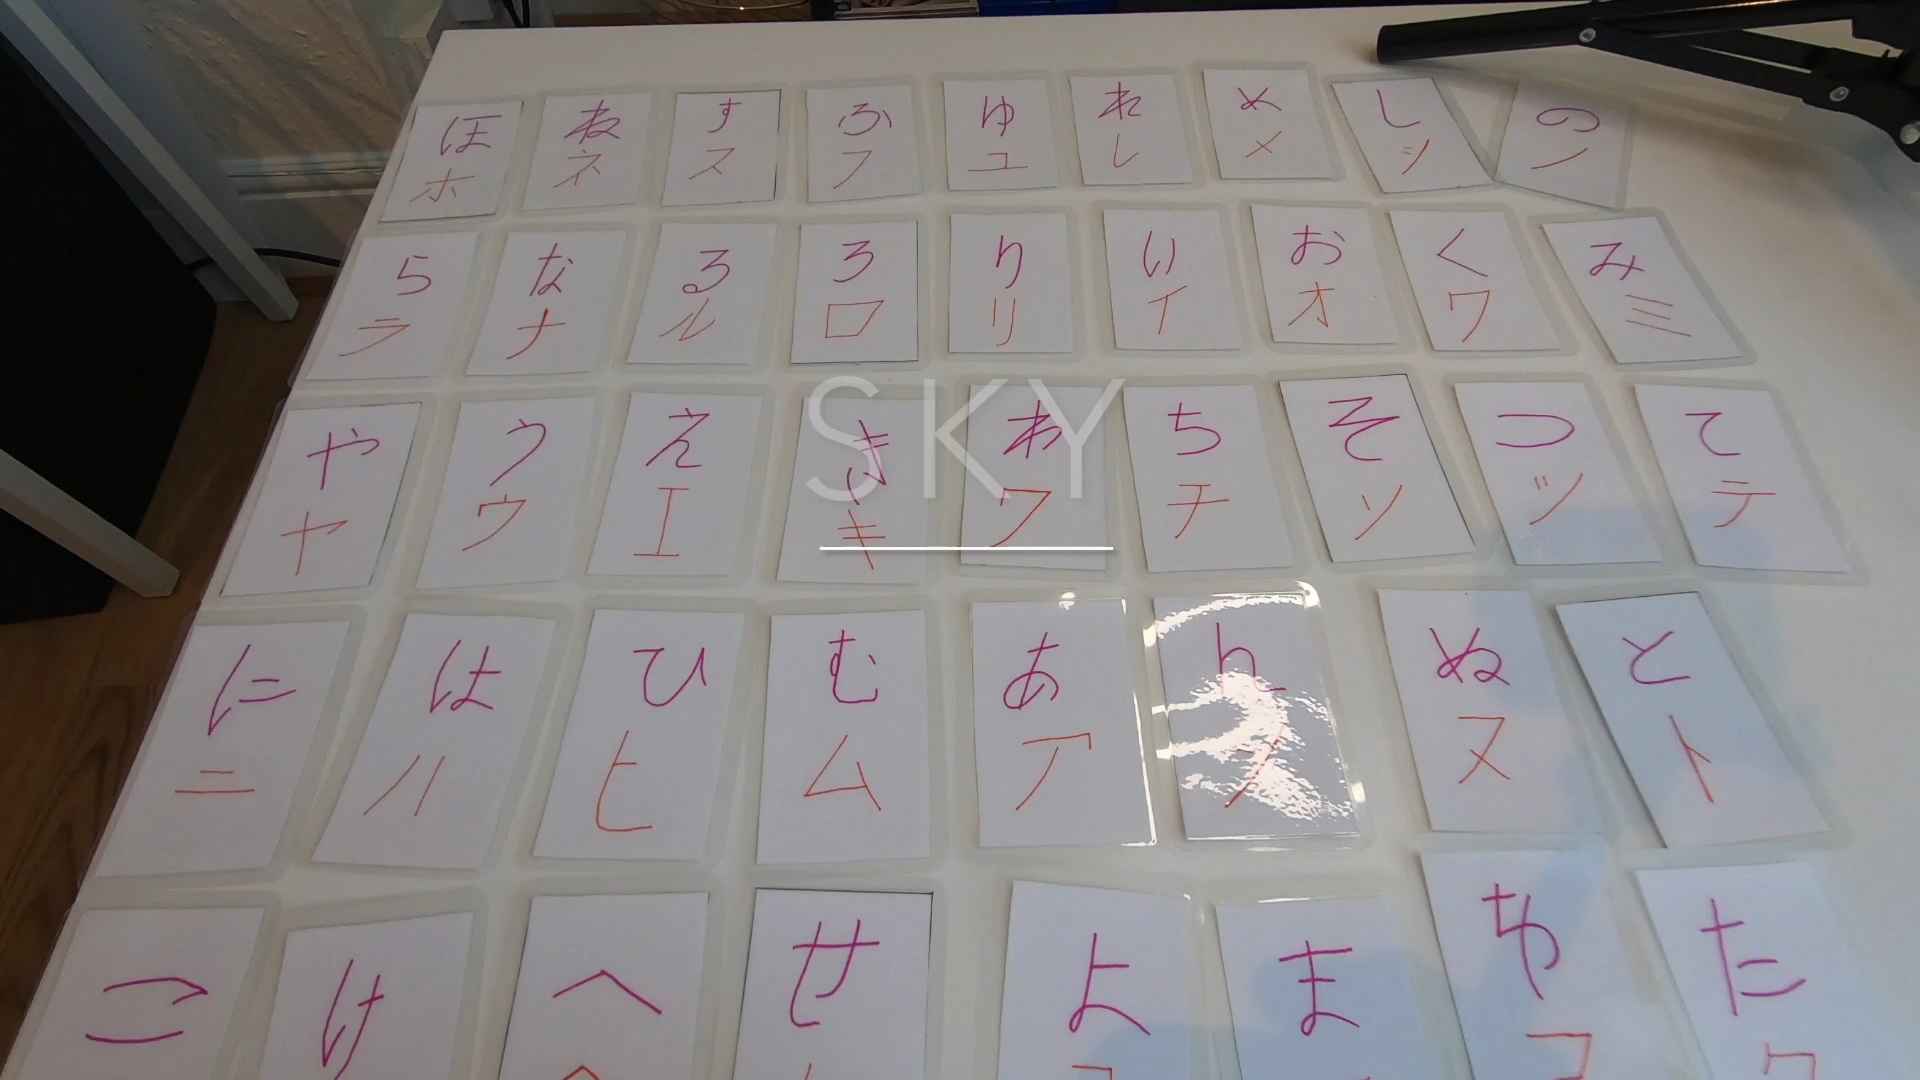 ほ ね す ふ ゆ れ め し の
ホ ネ ス フ ユ レ メ シ ノ
ら な る ろ り い お く み
ラ ナ ル ロ リ イ オ ワ ミ
SKY
や う え き わ ち そ つ て
ヤ ウ エ キ ワ チ ソ ツ テ
に は ひ む あ ん ぬ と
ニ ハ ヒ ム ア ン ヌ ト
こ け へ せ よ ま た